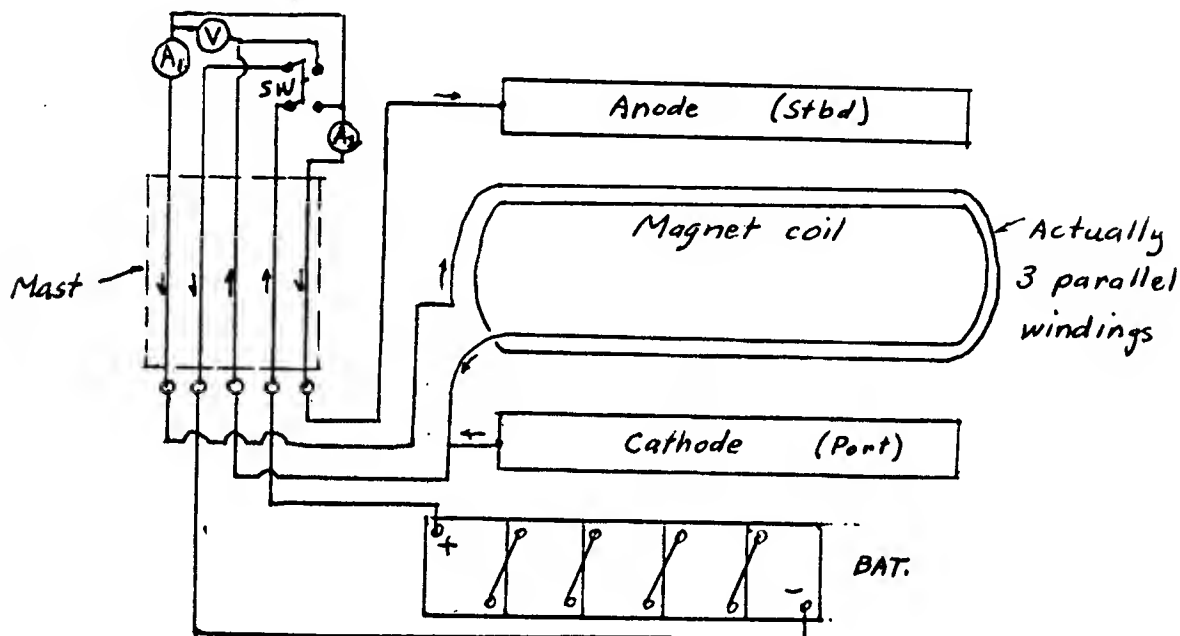 V
A₁
SW
A₂
Anode (Stbd)
Magnet coil
Actually
3 parallel
windings
Mast
Cathode (Port)
+
-
BAT.